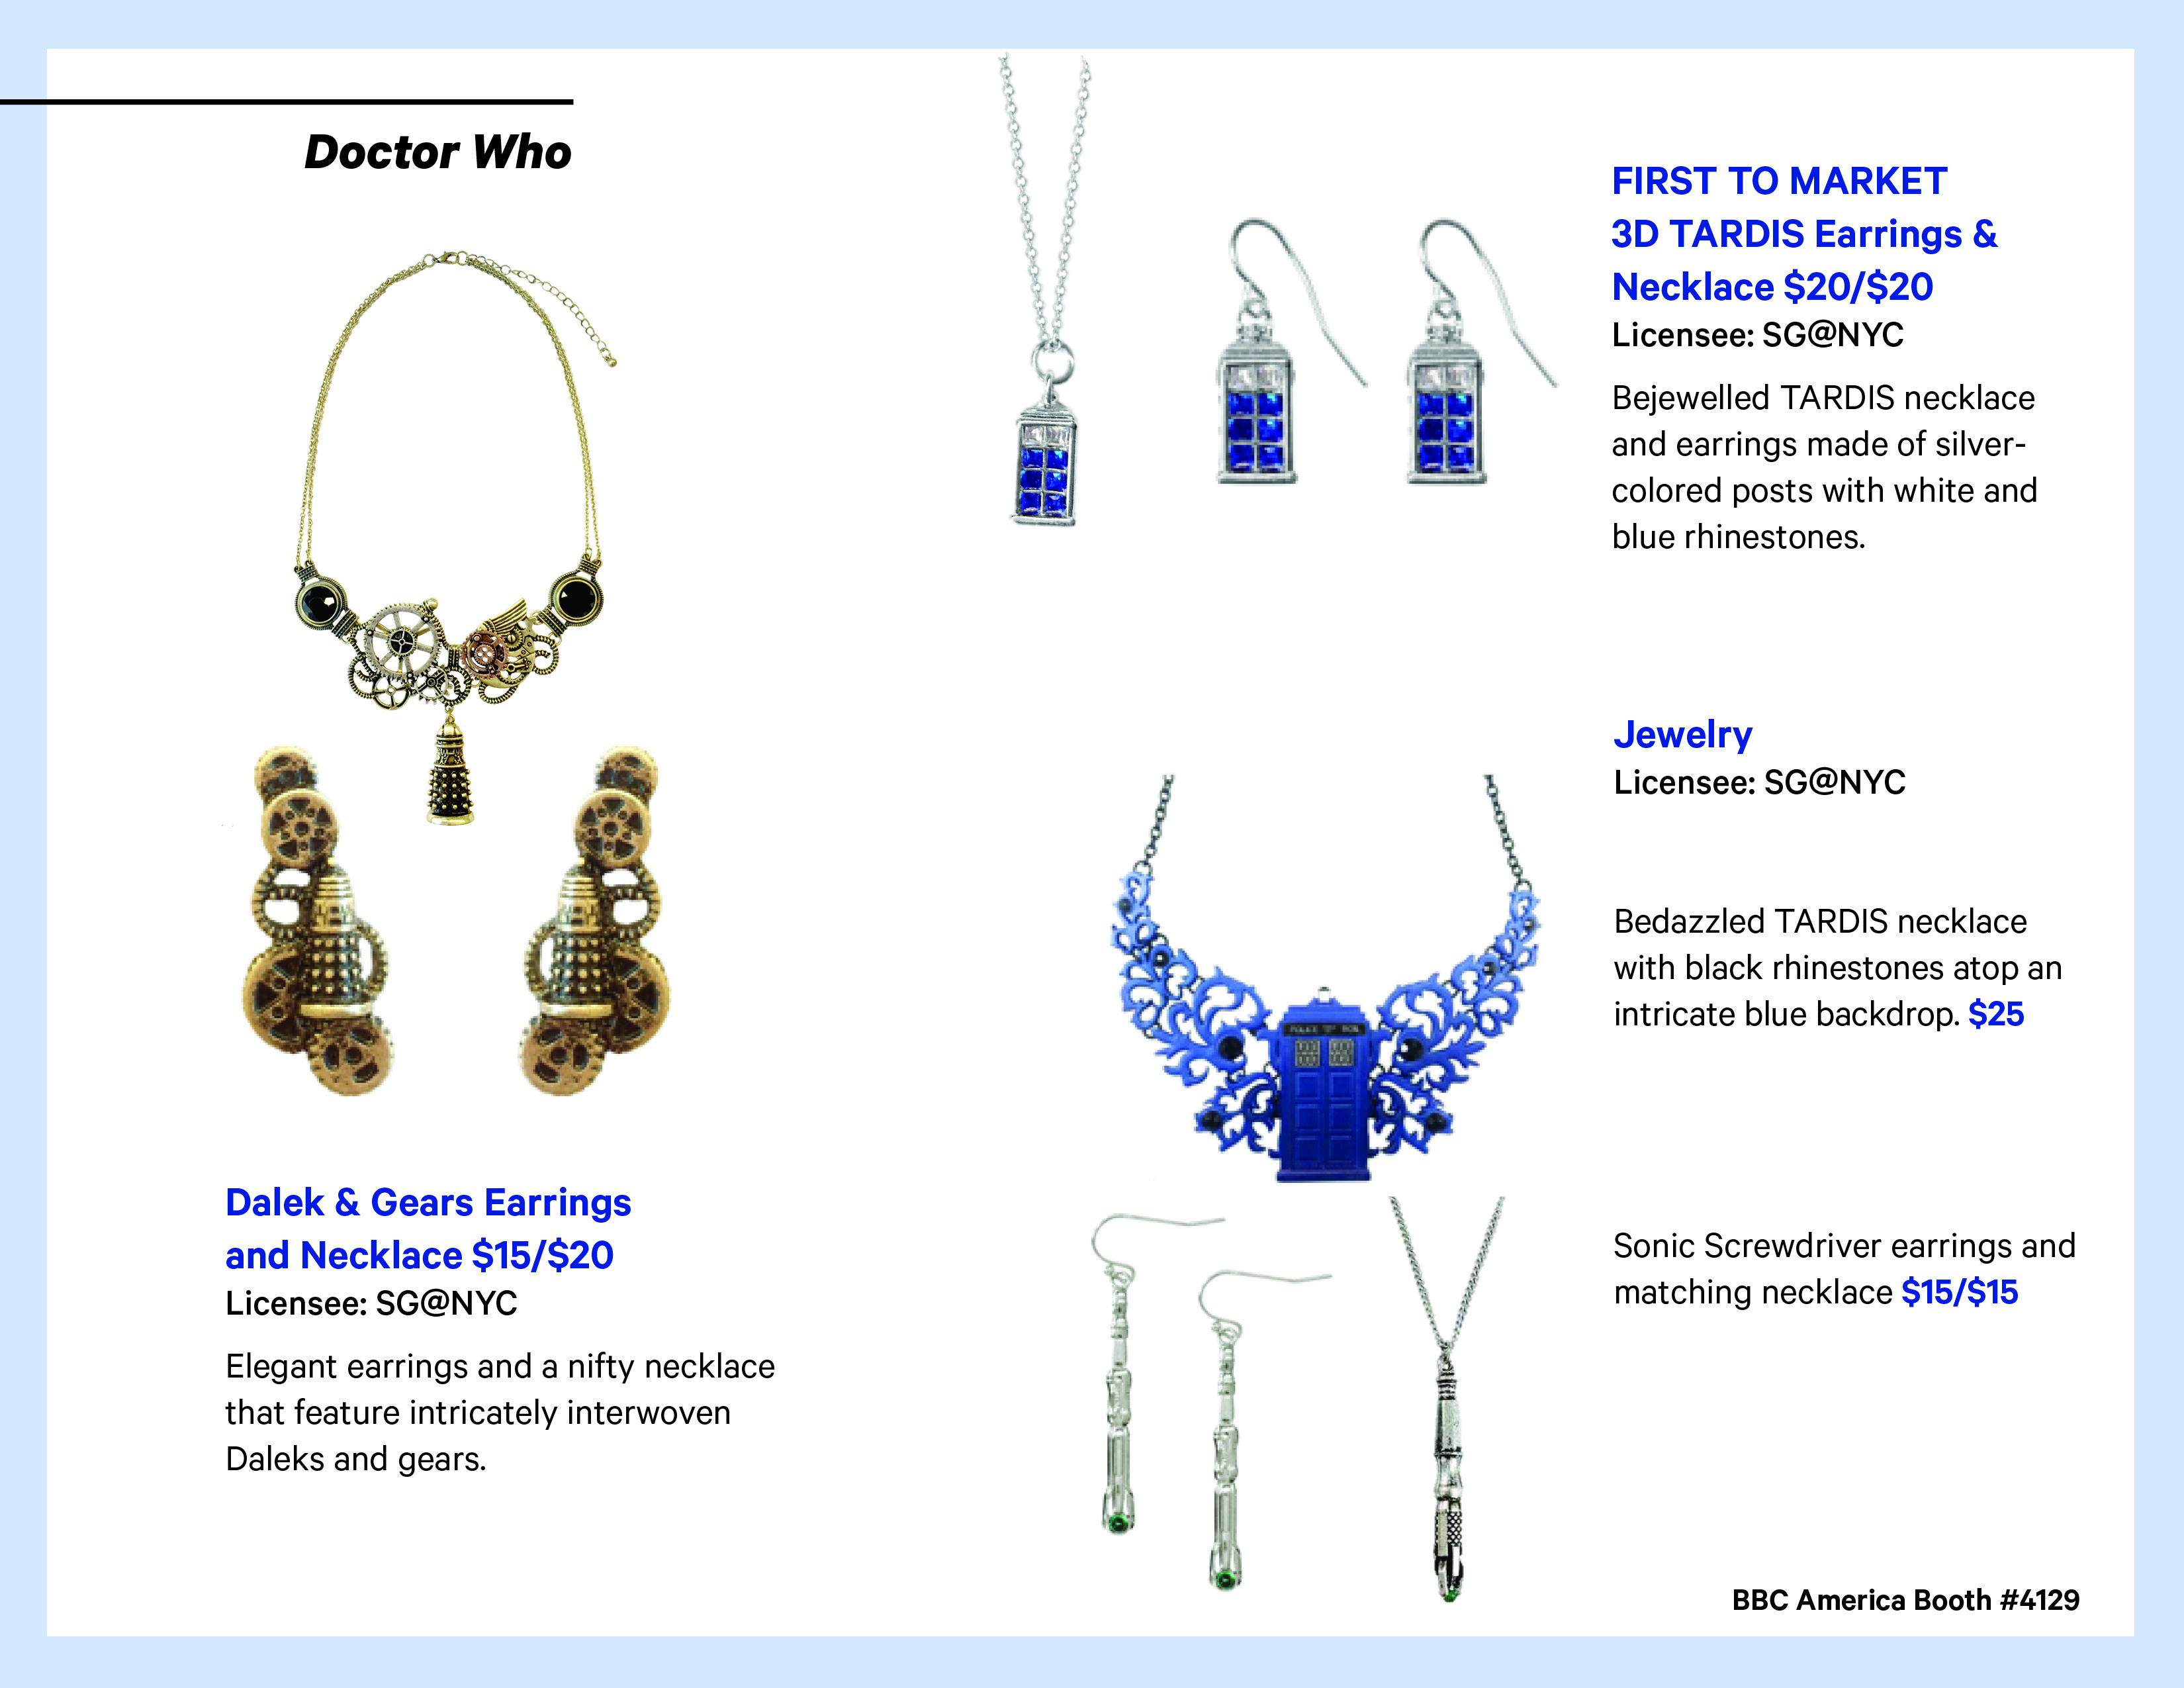 Doctor Who
FIRST TO MARKET
3D TARDIS Earrings &
Necklace $20/$20
Licensee: SG@NYC
Bejewelled TARDIS necklace
and earrings made of silver-
colored posts with white and
blue rhinestones.
Jewelry
Licensee: SG@NYC
Bedazzled TARDIS necklace
with black rhinestones atop an
intricate blue backdrop. $25
POLICE BOX
Sonic Screwdriver earrings and
matching necklace $15/$15
Dalek & Gears Earrings
and Necklace $15/$20
Licensee: SG@NYC
Elegant earrings and a nifty necklace
that feature intricately interwoven
Daleks and gears.
BBC America Booth #4129